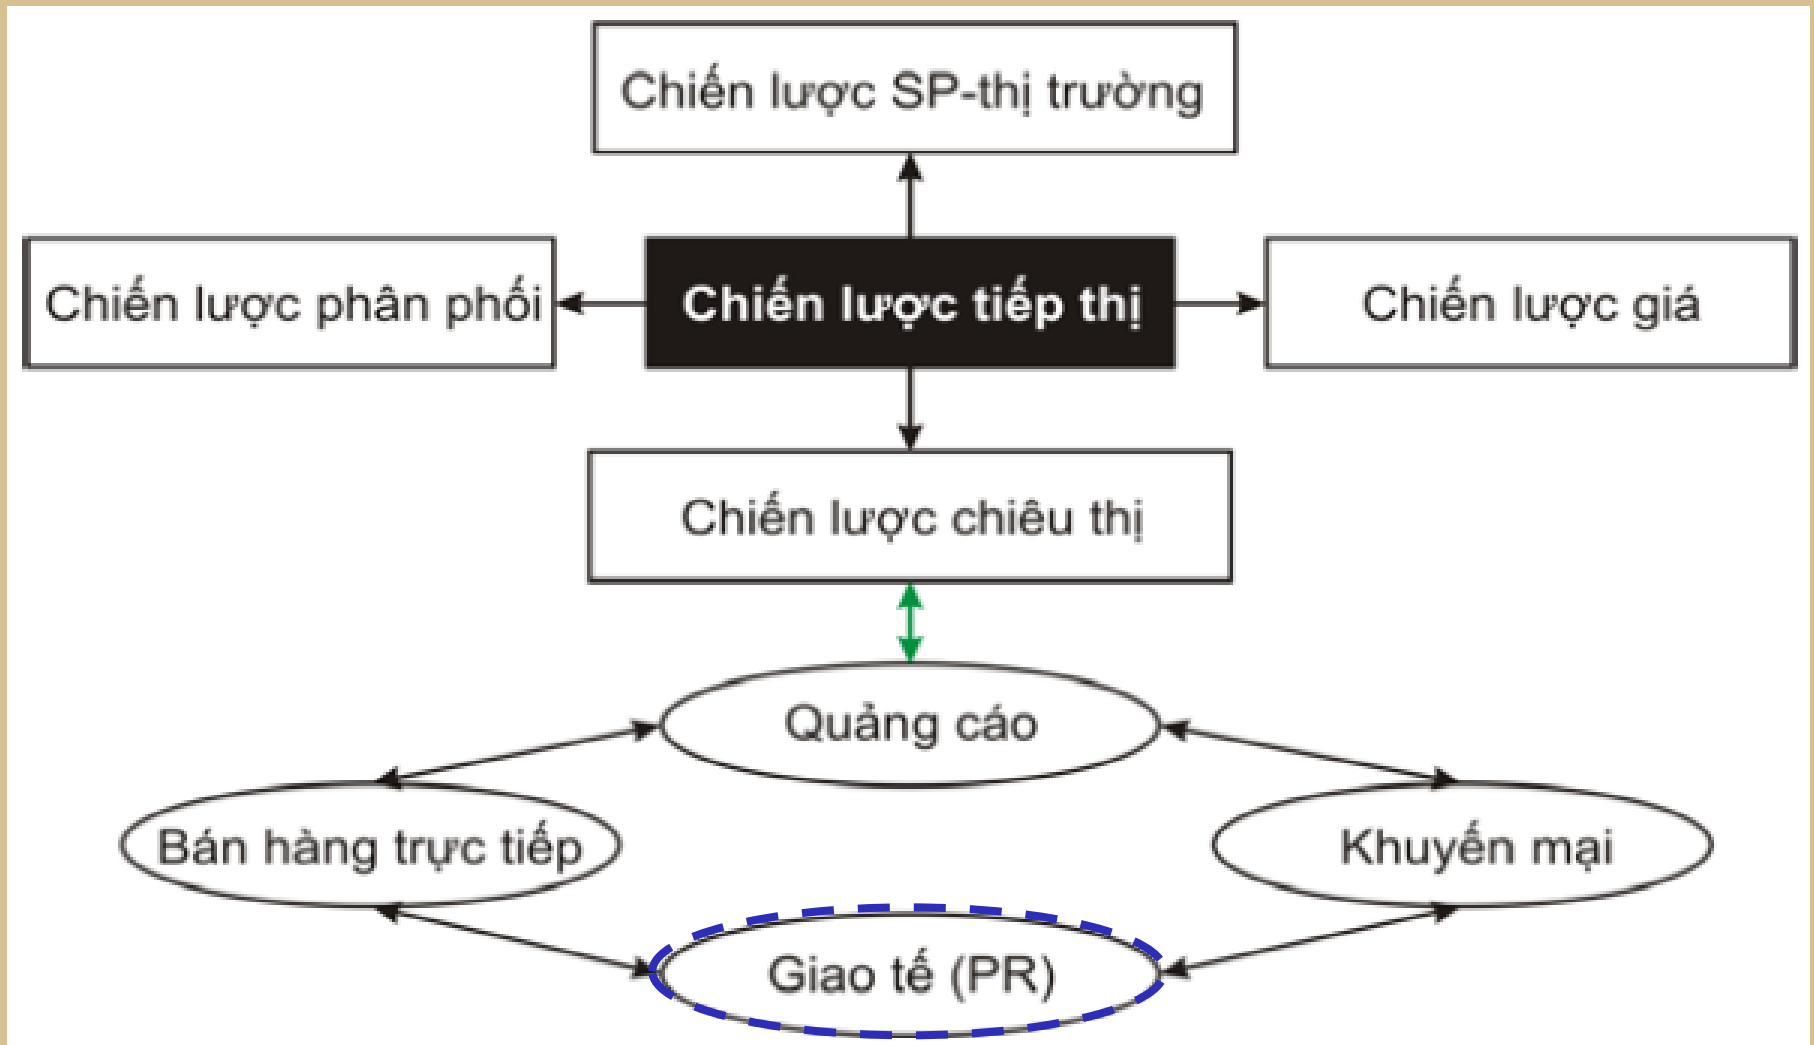 Chiến lược SP-thị trường
Chiến lược phân phối
Chiến lược tiếp thị
Chiến lược giá
Chiến lược chiêu thị
Quảng cáo
Bán hàng trực tiếp
Khuyến mại
Giao tế (PR)